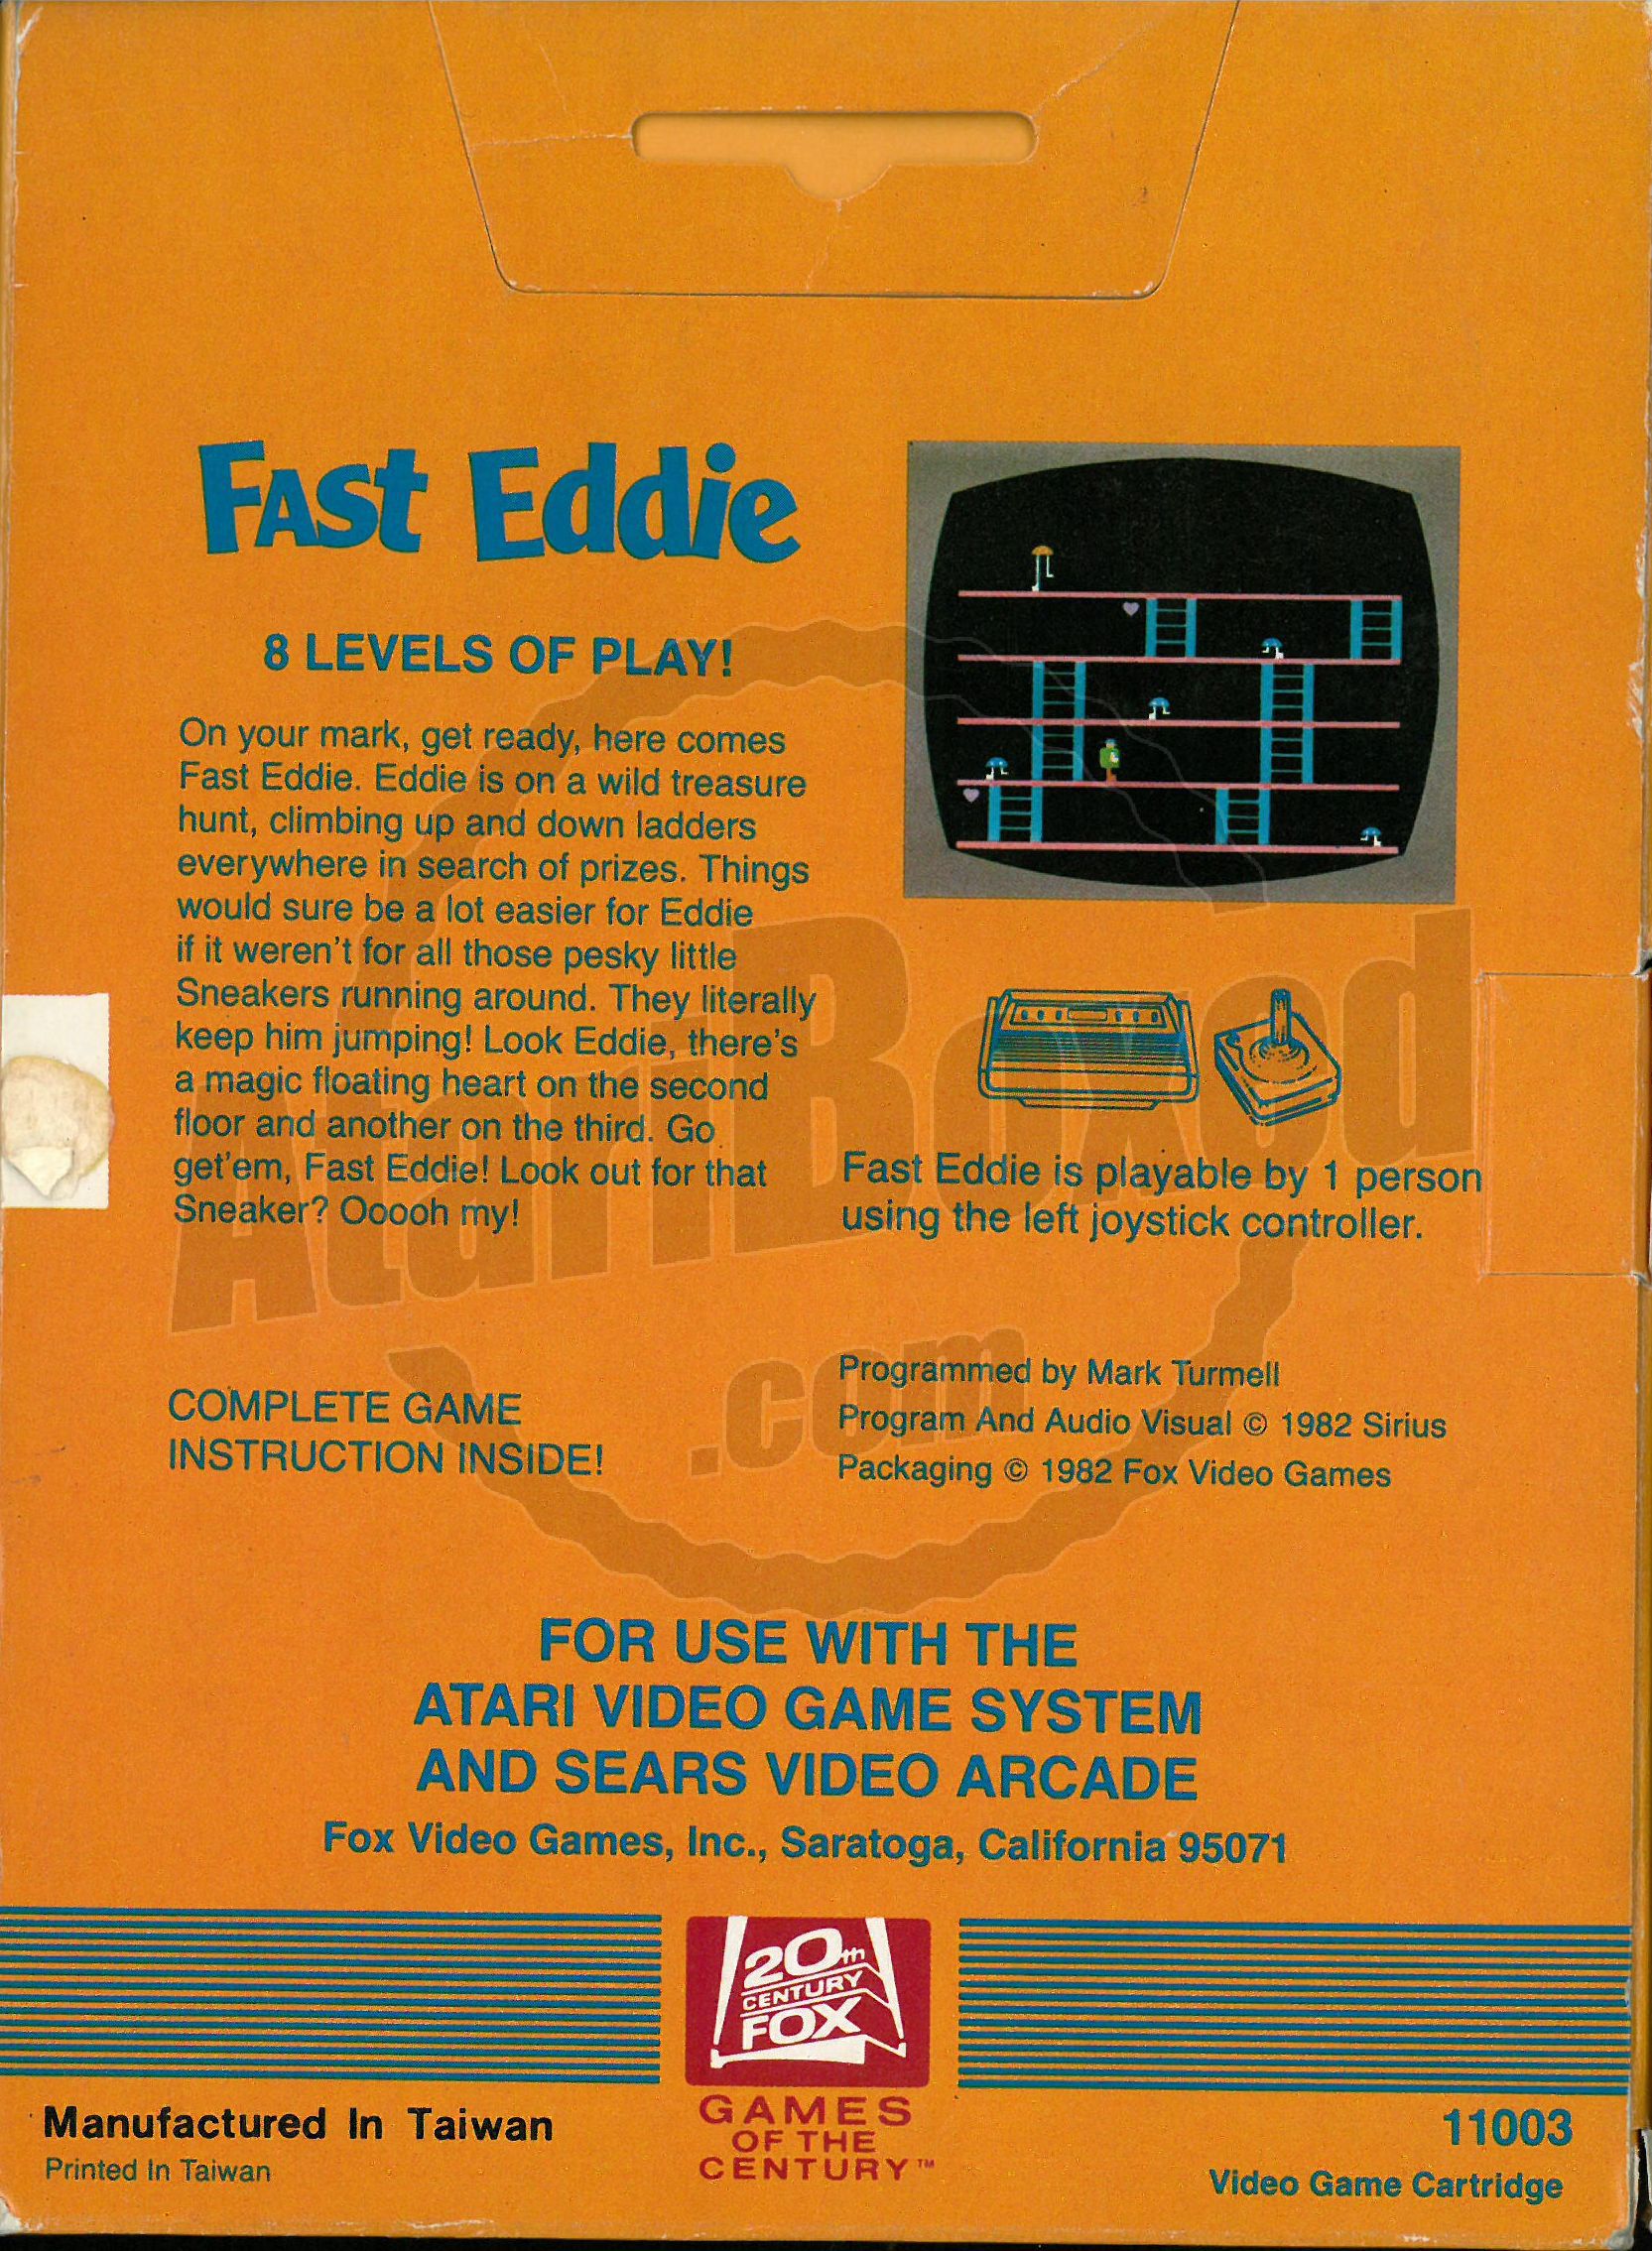 FAST Eddie
8 LEVELS OF PLAY!
On your mark, get ready, here comes
Fast Eddie. Eddie is on a wild treasure
hunt, climbing up and down ladders
everywhere in search of prizes. Things
would sure be a lot easier for Eddie
if it weren't for all those pesky little
Sneakers running around. They literally
keep him jumping! Look Eddie, there's
a magic floating heart on the second
floor and another on the third. Go
get'em, Fast Eddie! Look out for that
Sneaker? Ooooh my!
Fast Eddie is playable by 1 person
using the left joystick controller.
AtariBoxed
.com
COMPLETE GAME
INSTRUCTION INSIDE!
Programmed by Mark Turmell
Program And Audio Visual © 1982 Sirius
Packaging © 1982 Fox Video Games
FOR USE WITH THE
ATARI VIDEO GAME SYSTEM
AND SEARS VIDEO ARCADE
Fox Video Games, Inc., Saratoga, California 95071
20th
CENTURY
FOX
GAMES
OF THE
CENTURY™
Manufactured In Taiwan
Printed In Taiwan
11003
Video Game Cartridge